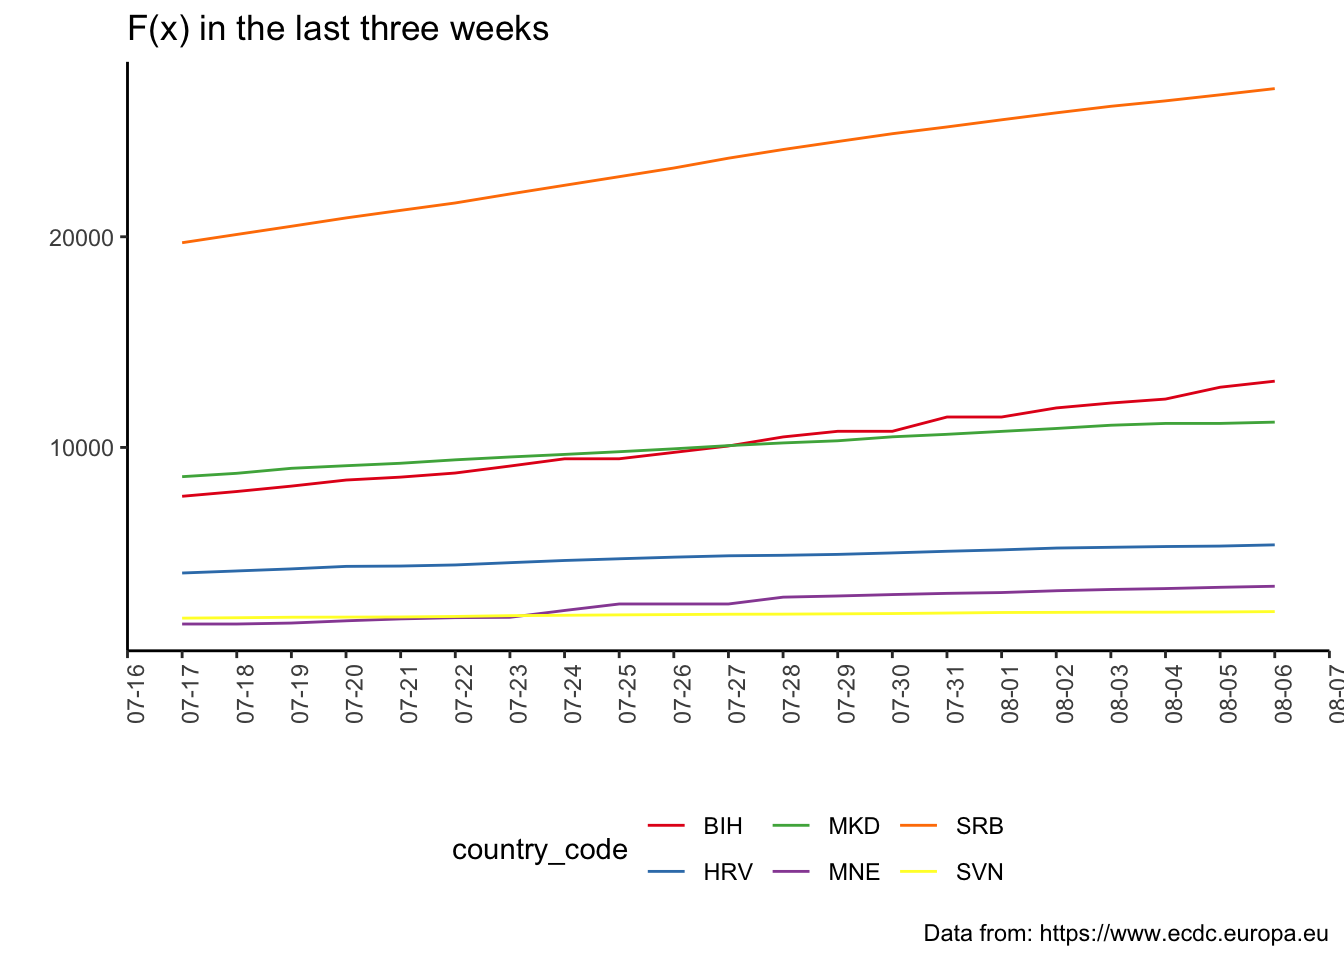 F(x) in the last three weeks
20000
10000
07-16 07-17 07-18 07-19 07-20 07-21 07-22 07-23 07-24 07-25 07-26 07-27 07-28 07-29 07-30 07-31 08-01 08-02 08-03 08-04 08-05 08-06 08-07
country_code
BIH MKD SRB
HRV MNE SVN
Data from: https://www.ecdc.europa.eu